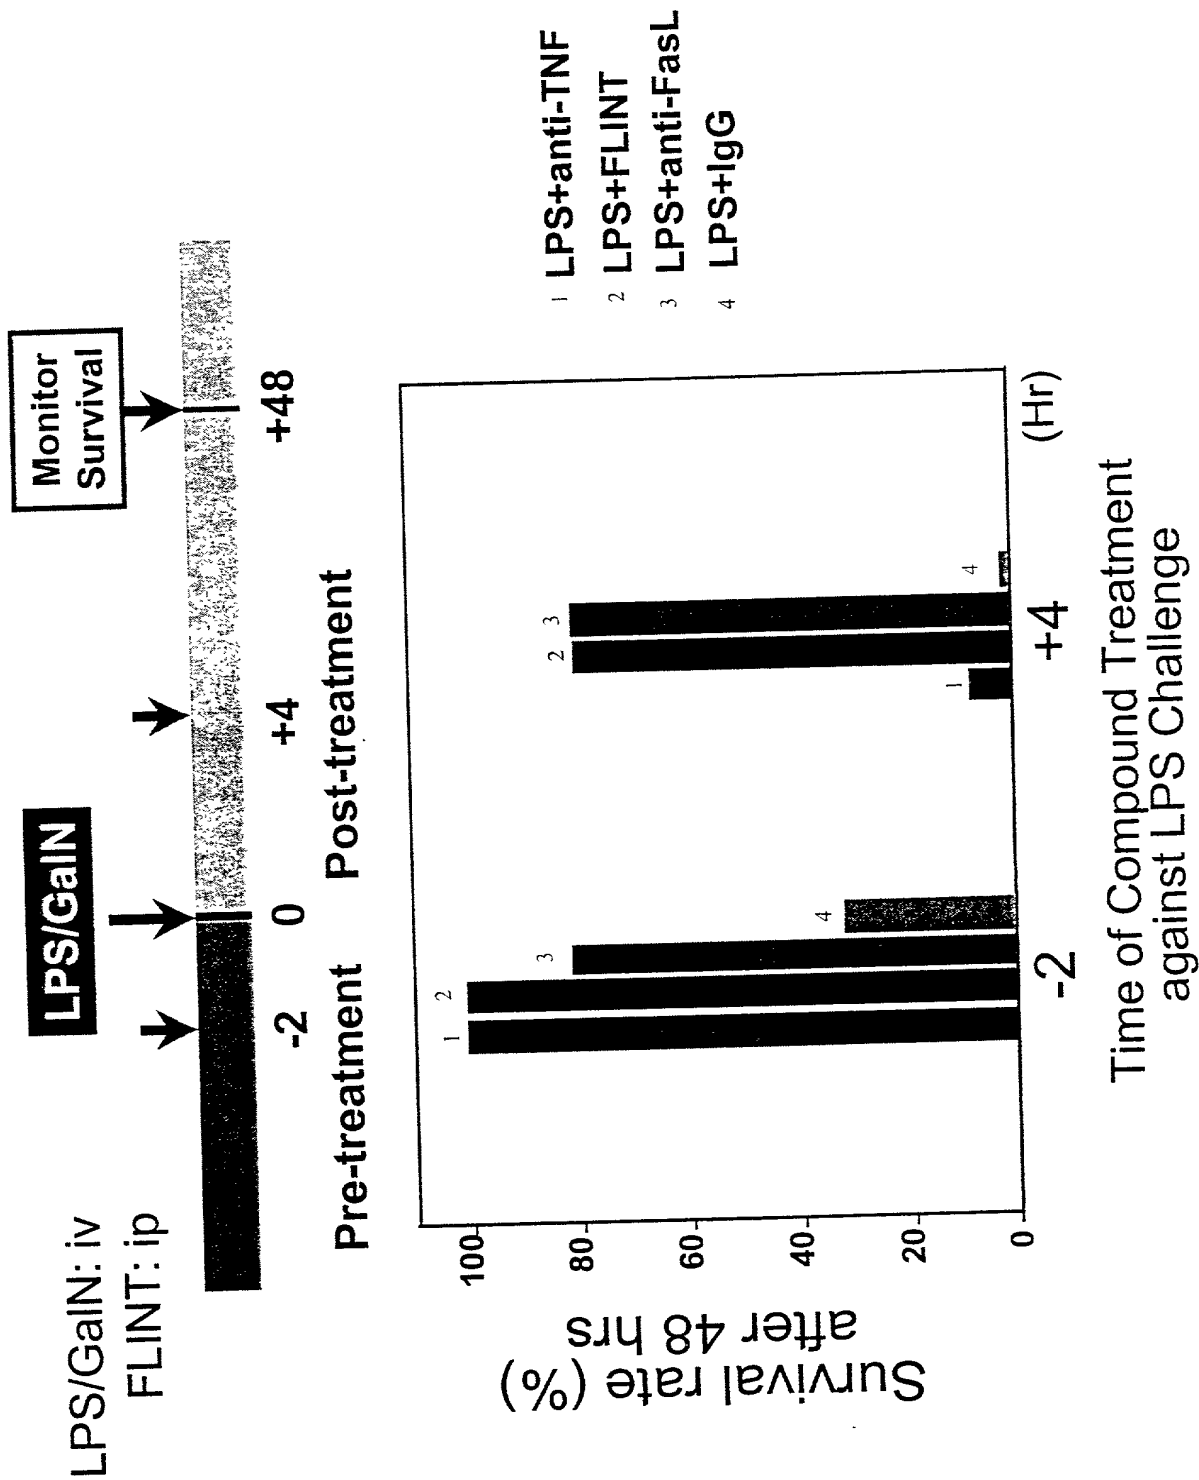 LPS/GalN: iv
FLINT: ip
LPS/GalN
Monitor
Survival
-2
0
+4
+48
Pre-treatment
Post-treatment
Survival rate (%)
after 48 hrs
100
80
60
40
20
0
1
2
3
4
1
2
3
4
-2
+4
(Hr)
Time of Compound Treatment
against LPS Challenge
1 LPS+anti-TNF
2 LPS+FLINT
3 LPS+anti-FasL
4 LPS+IgG